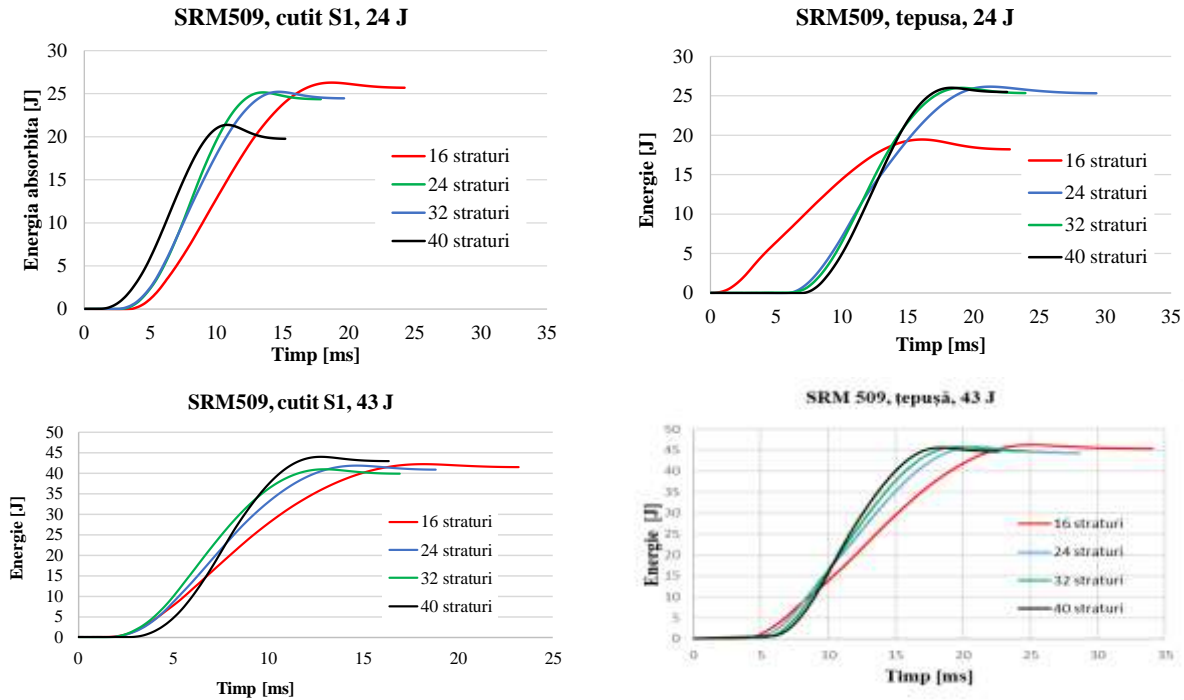 SRM509, cutit S1, 24 J
30
25
20
15
10
5
0
Energia absorbita [J]
0 5 10 15 20 25 30 35
Timp [ms]
16 straturi
24 straturi
32 straturi
40 straturi
SRM509, tepusa, 24 J
30
25
20
15
10
5
0
Energie [J]
0 5 10 15 20 25 30 35
Timp [ms]
16 straturi
24 straturi
32 straturi
40 straturi
SRM509, cutit S1, 43 J
50
45
40
35
30
25
20
15
10
5
0
Energie [J]
0 5 10 15 20 25
Timp [ms]
16 straturi
24 straturi
32 straturi
40 straturi
SRM 509, țepușă, 43 J
50
45
40
35
30
25
20
15
10
5
0
Energie [J]
0 5 10 15 20 25 30 35
Timp [ms]
16 straturi
24 straturi
32 straturi
40 straturi